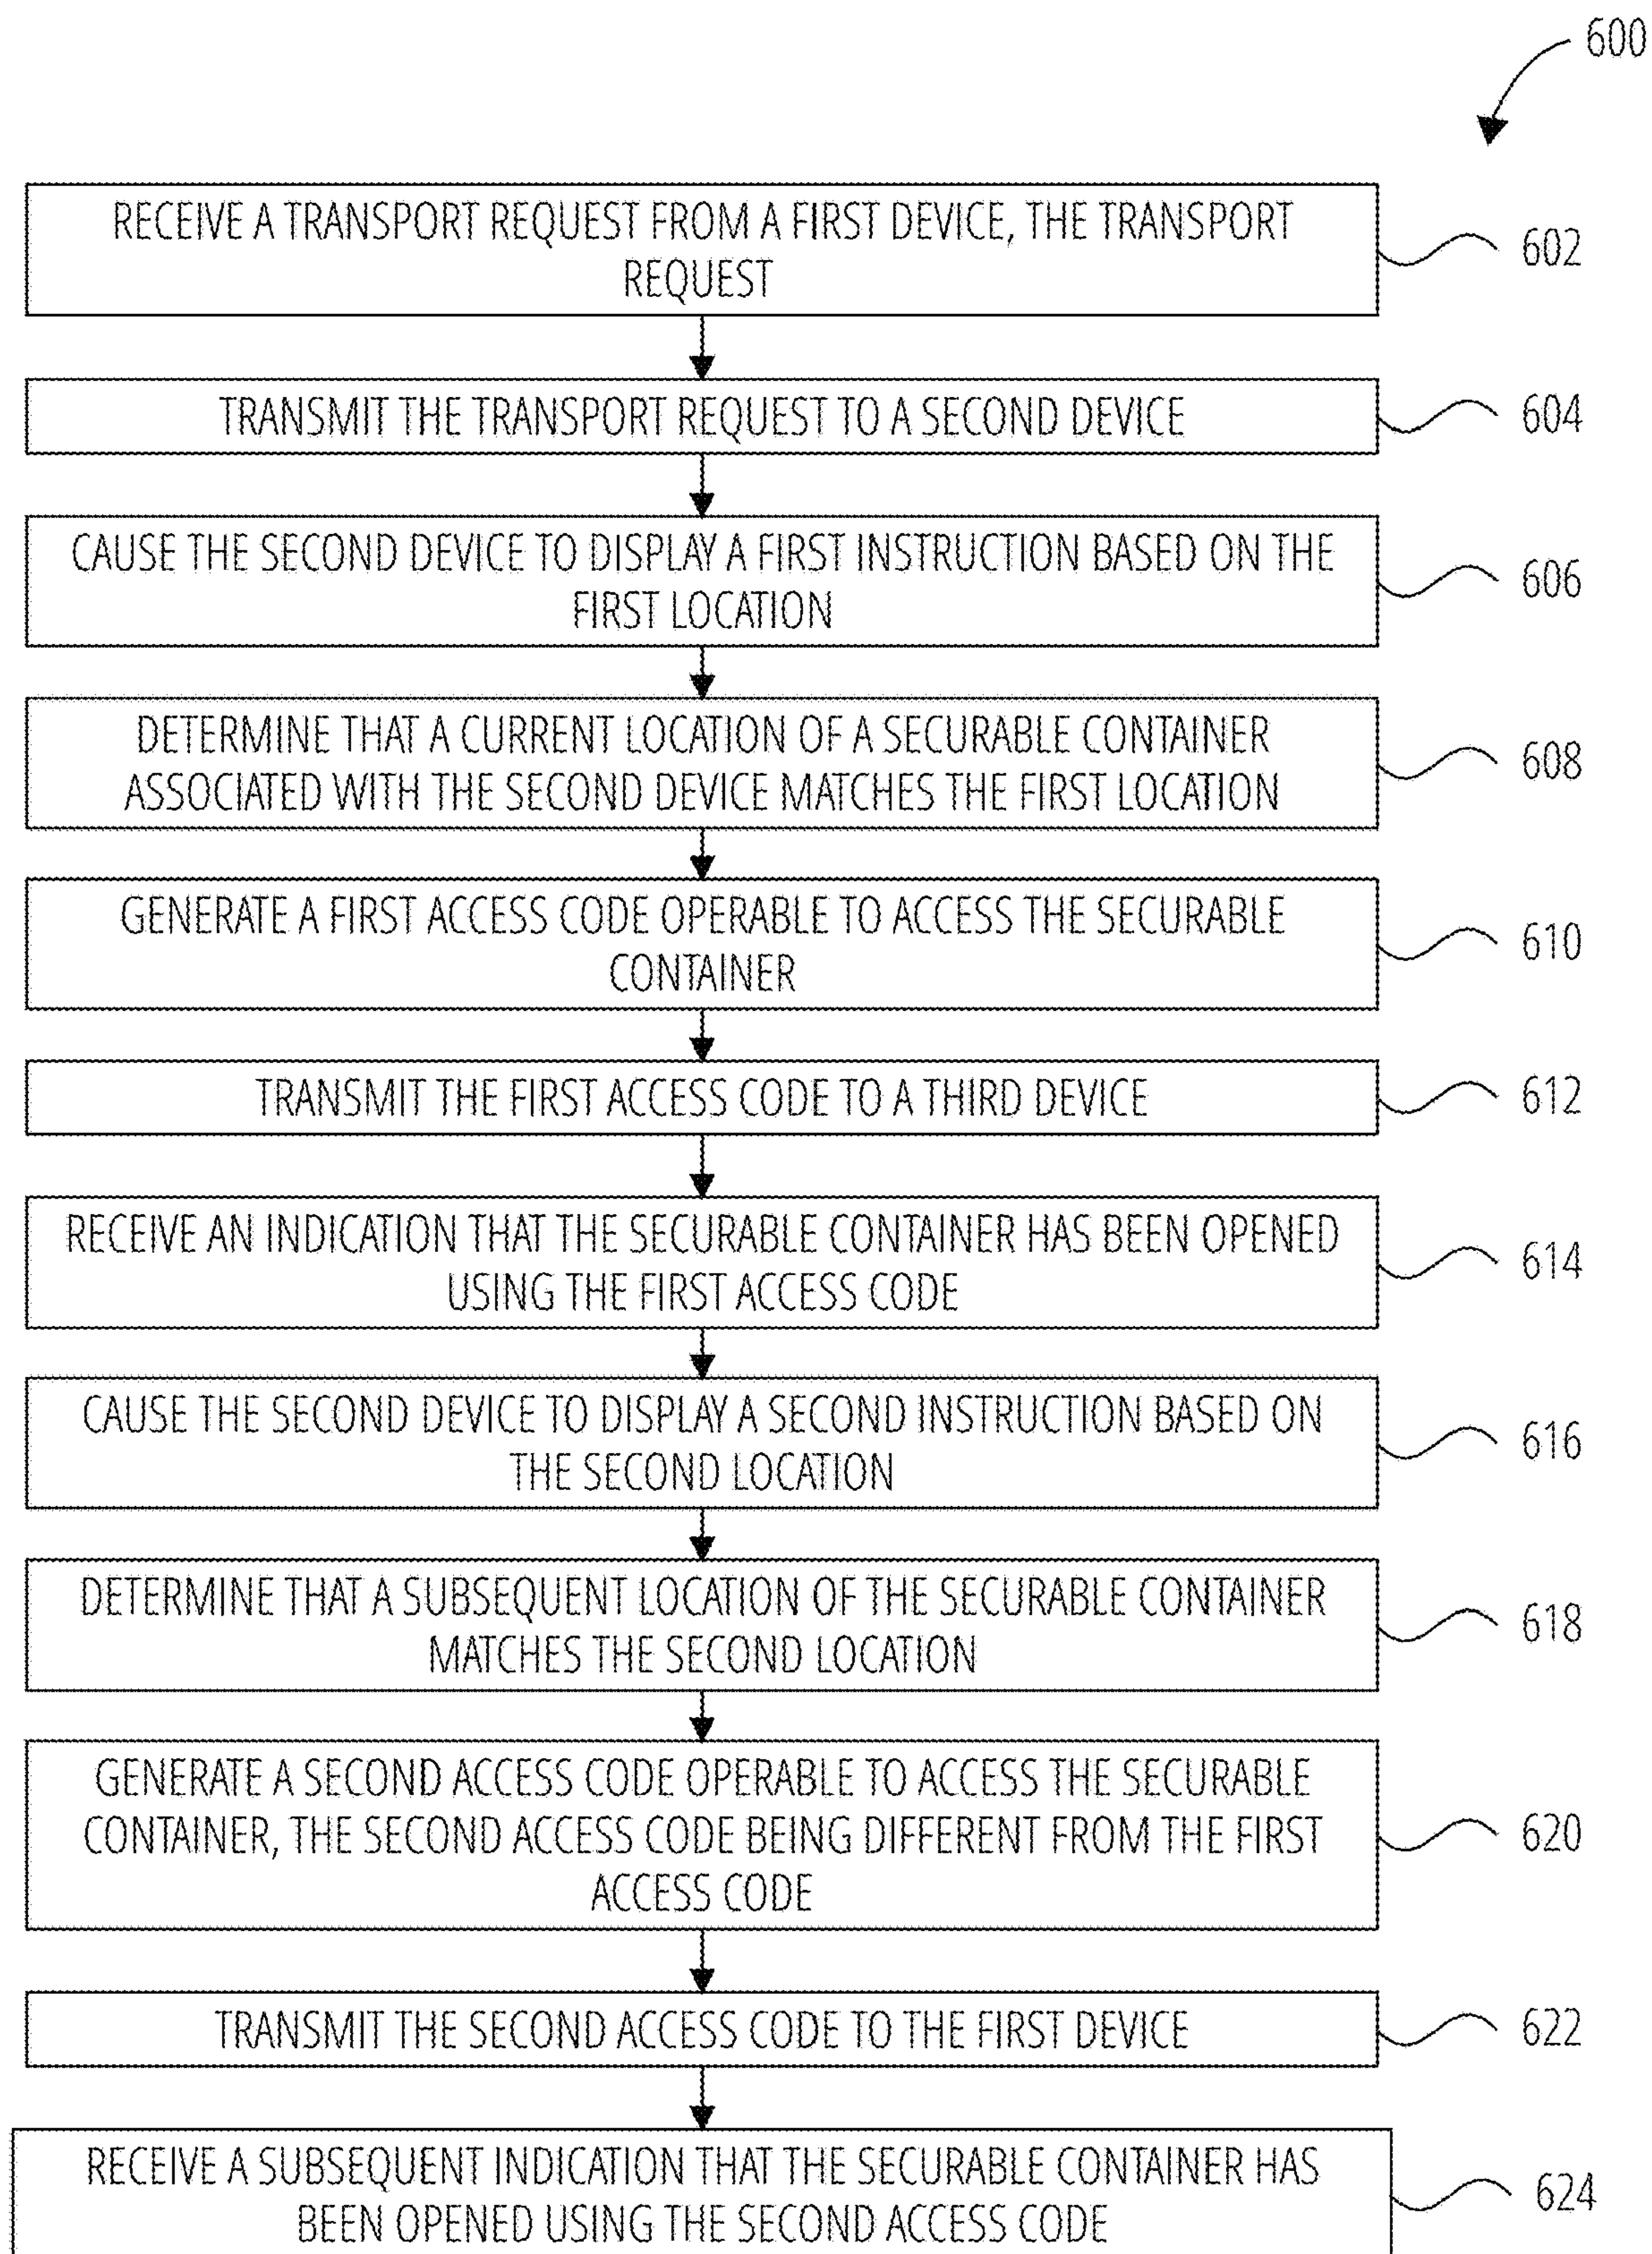 600
RECEIVE A TRANSPORT REQUEST FROM A FIRST DEVICE, THE TRANSPORT
REQUEST
602
TRANSMIT THE TRANSPORT REQUEST TO A SECOND DEVICE
604
CAUSE THE SECOND DEVICE TO DISPLAY A FIRST INSTRUCTION BASED ON THE
FIRST LOCATION
606
DETERMINE THAT A CURRENT LOCATION OF A SECURABLE CONTAINER
ASSOCIATED WITH THE SECOND DEVICE MATCHES THE FIRST LOCATION
608
GENERATE A FIRST ACCESS CODE OPERABLE TO ACCESS THE SECURABLE
CONTAINER
610
TRANSMIT THE FIRST ACCESS CODE TO A THIRD DEVICE
612
RECEIVE AN INDICATION THAT THE SECURABLE CONTAINER HAS BEEN OPENED
USING THE FIRST ACCESS CODE
614
CAUSE THE SECOND DEVICE TO DISPLAY A SECOND INSTRUCTION BASED ON
THE SECOND LOCATION
616
DETERMINE THAT A SUBSEQUENT LOCATION OF THE SECURABLE CONTAINER
MATCHES THE SECOND LOCATION
618
GENERATE A SECOND ACCESS CODE OPERABLE TO ACCESS THE SECURABLE
CONTAINER, THE SECOND ACCESS CODE BEING DIFFERENT FROM THE FIRST
ACCESS CODE
620
TRANSMIT THE SECOND ACCESS CODE TO THE FIRST DEVICE
622
RECEIVE A SUBSEQUENT INDICATION THAT THE SECURABLE CONTAINER HAS
BEEN OPENED USING THE SECOND ACCESS CODE
624